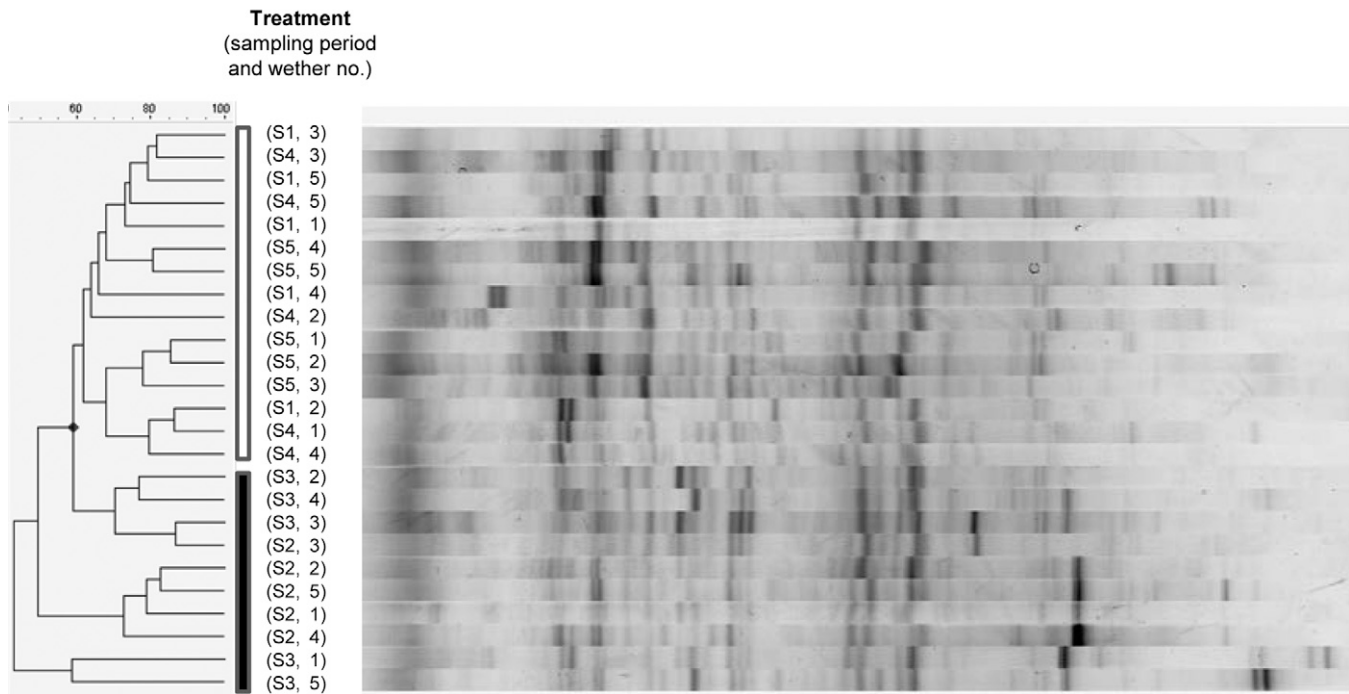 Treatment
(sampling period
and wether no.)
60 80 100
(S1, 3)
(S4, 3)
(S1, 5)
(S4, 5)
(S1, 1)
(S5, 4)
(S5, 5)
(S1, 4)
(S4, 2)
(S5, 1)
(S5, 2)
(S5, 3)
(S1, 2)
(S4, 1)
(S4, 4)
(S3, 2)
(S3, 4)
(S3, 3)
(S2, 3)
(S2, 2)
(S2, 5)
(S2, 1)
(S2, 4)
(S3, 1)
(S3, 5)